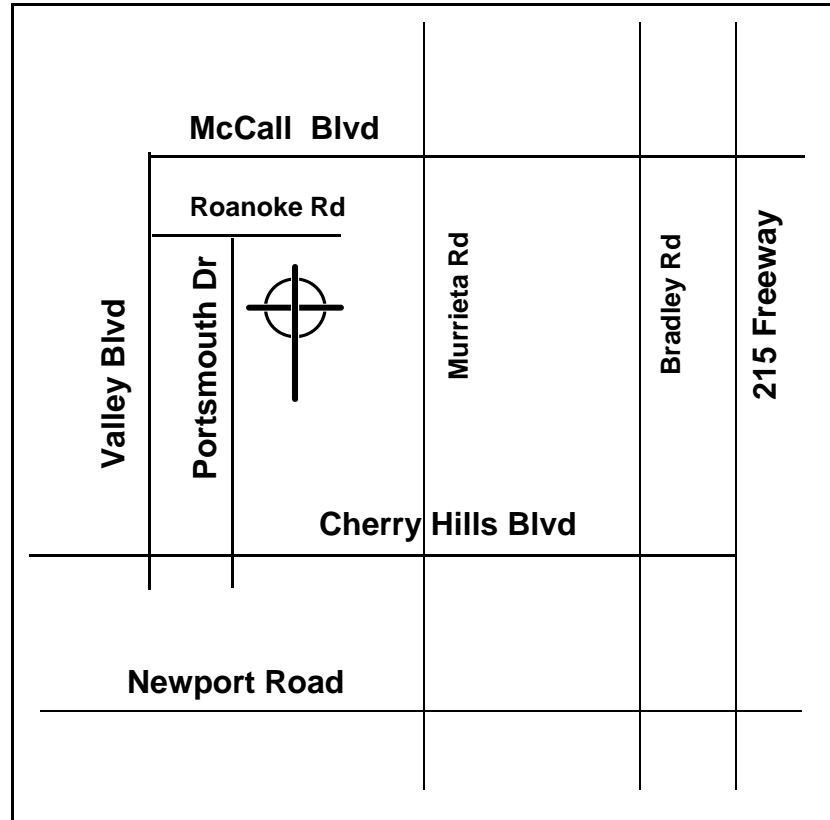 McCall Blvd
Roanoke Rd
Valley Blvd
Portsmouth Dr
Murrieta Rd
Bradley Rd
215 Freeway
Cherry Hills Blvd
Newport Road